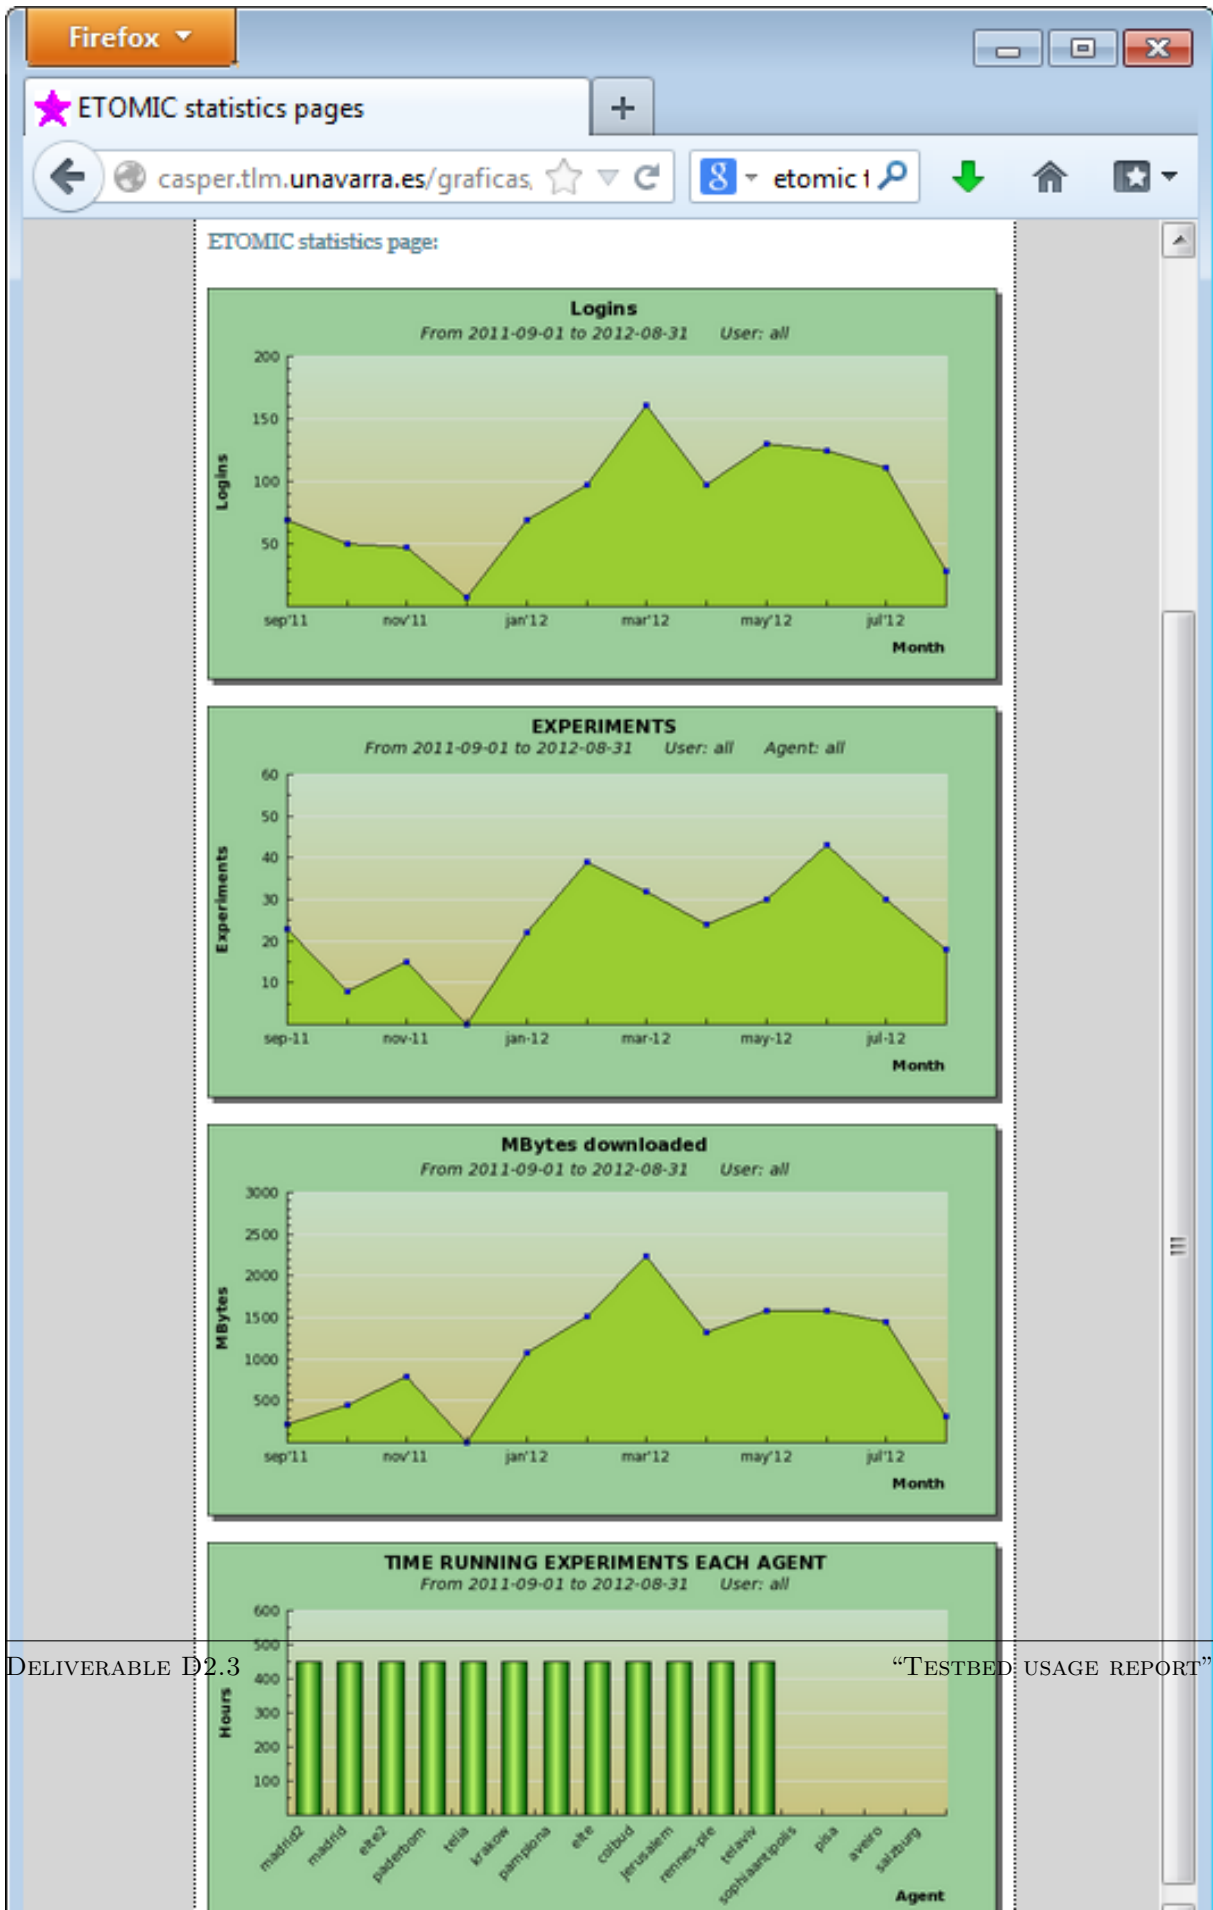 Firefox
ETOMIC statistics pages
casper.tlm.unavarra.es/graficas,
etomic t
ETOMIC statistics page:
Logins
From 2011-09-01 to 2012-08-31 User: all
200
150
100
50
Logins
sep'11 nov'11 jan'12 mar'12 may'12 jul'12
Month
EXPERIMENTS
From 2011-09-01 to 2012-08-31 User: all Agent: all
60
50
40
30
20
10
Experiments
sep-11 nov-11 jan-12 mar-12 may-12 jul-12
Month
MBytes downloaded
From 2011-09-01 to 2012-08-31 User: all
3000
2500
2000
1500
1000
500
MBytes
sep'11 nov'11 jan'12 mar'12 may'12 jul'12
Month
TIME RUNNING EXPERIMENTS EACH AGENT
From 2011-09-01 to 2012-08-31 User: all
600
500
Deliverable D2.3 “Testbed usage report”
400
300
200
100
Hours
madrid2 madrid elte2 paderborn telia krakow pamplona elte colbud jerusalem rennes-ple telaviv sophiaantipolis pisa aveiro salzburg
Agent